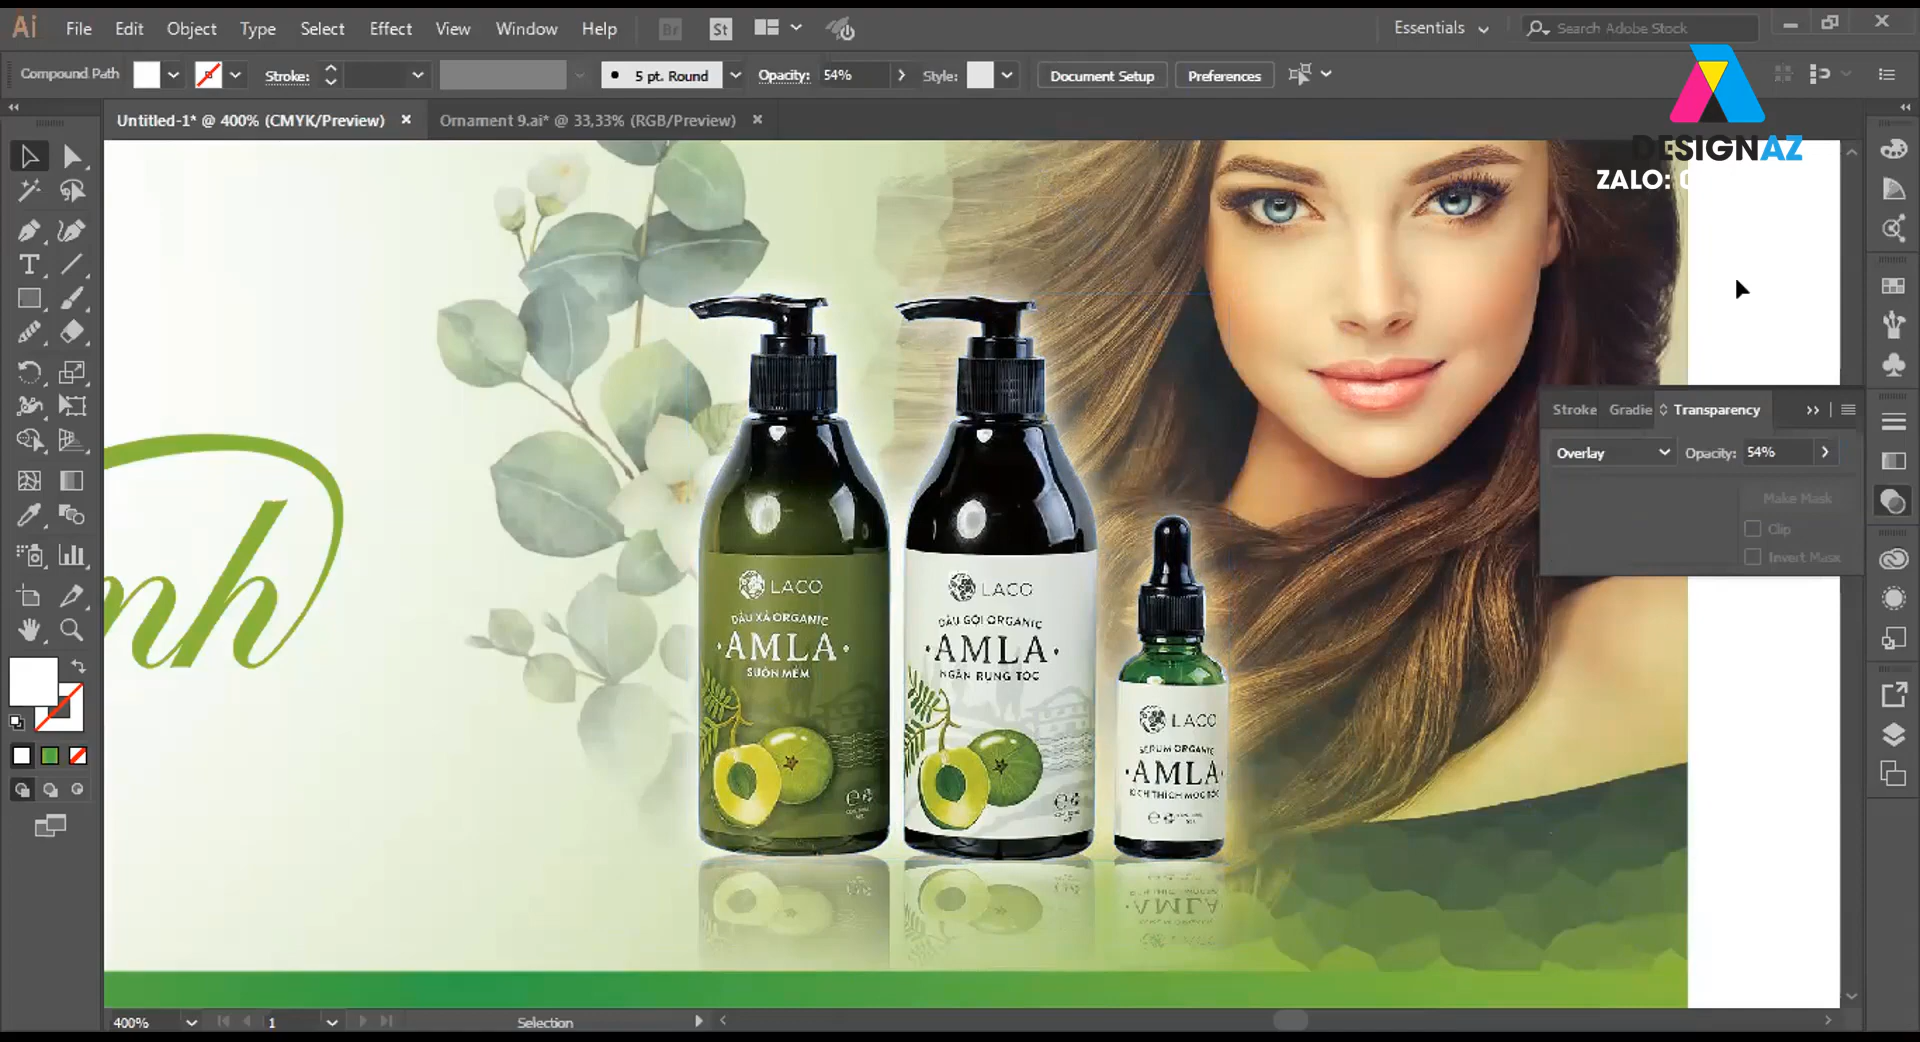 Ai File Edit Object Type Select Effect View Window Help Br St Essentials Search Adobe Stock
Compound Path Stroke: 5 pt. Round Opacity: 54% Style: Document Setup Preferences
Untitled-1* @ 400% (CMYK/Preview) × Ornament 9.ai* @ 33,33% (RGB/Preview) ×
DESIGNAZ
ZALO: 0
Stroke Gradie Transparency
Overlay Opacity: 54%
Make Mask
Clip
Invert Mask
nh
LACO
DẦU XẢ ORGANIC
AMLA
SUÔN MỀM
LACO
DẦU GỘI ORGANIC
AMLA
NGĂN RỤNG TÓC
LACO
SERUM ORGANIC
AMLA
KÍCH THÍCH MỌC TÓC
400% 1 Selection